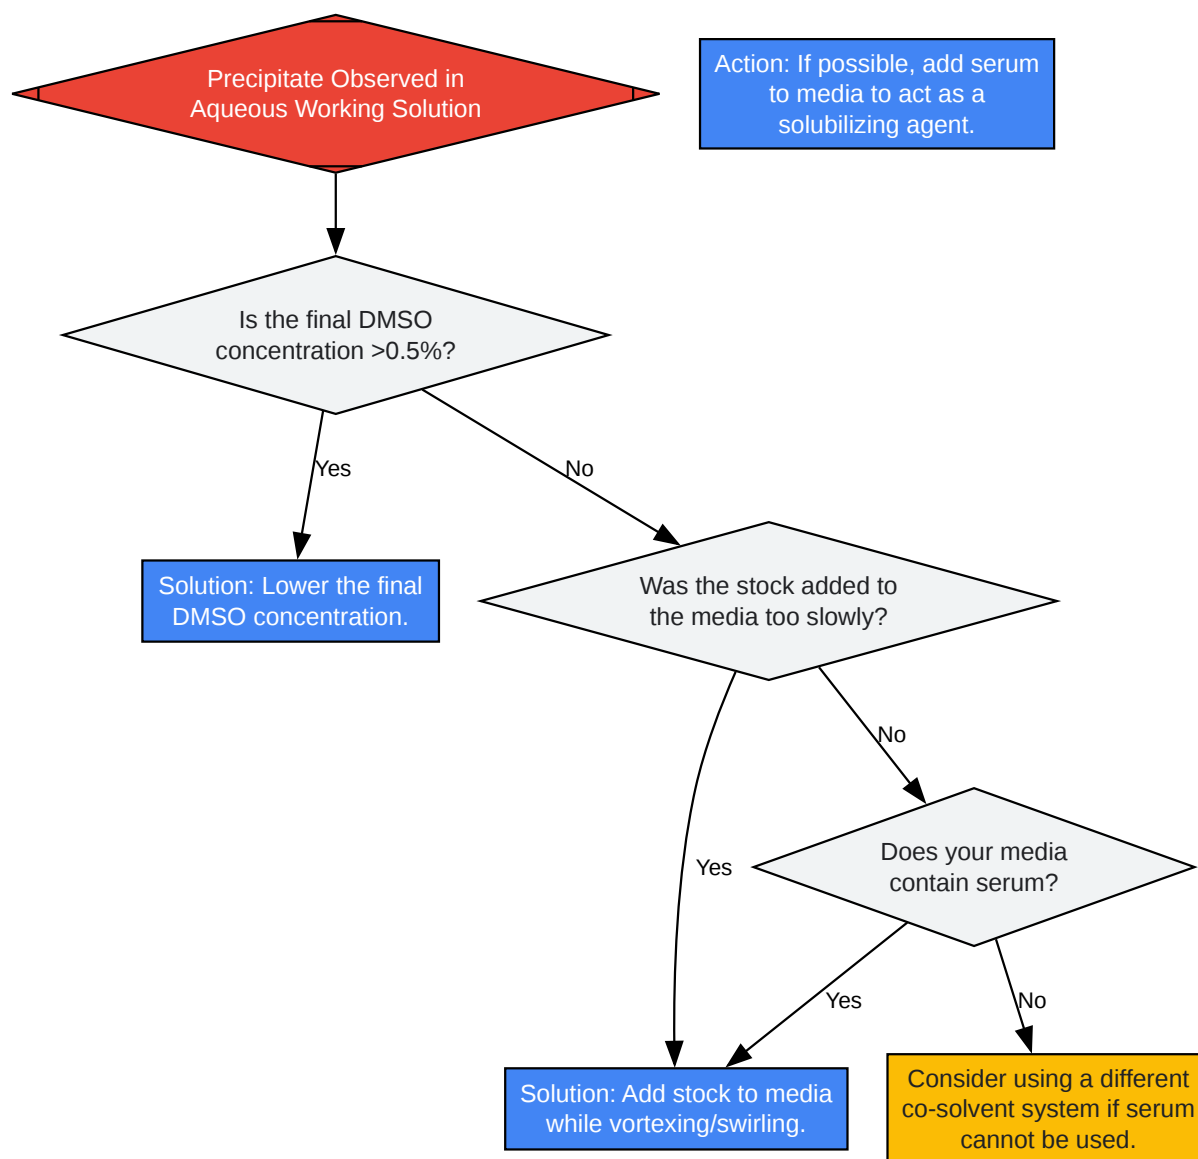 Precipitate Observed in
Aqueous Working Solution
Action: If possible, add serum
to media to act as a
solubilizing agent.
Is the final DMSO
concentration >0.5%?
Yes
No
Solution: Lower the final
DMSO concentration.
Was the stock added to
the media too slowly?
No
Yes
Does your media
contain serum?
Yes
No
Solution: Add stock to media
while vortexing/swirling.
Consider using a different
co-solvent system if serum
cannot be used.